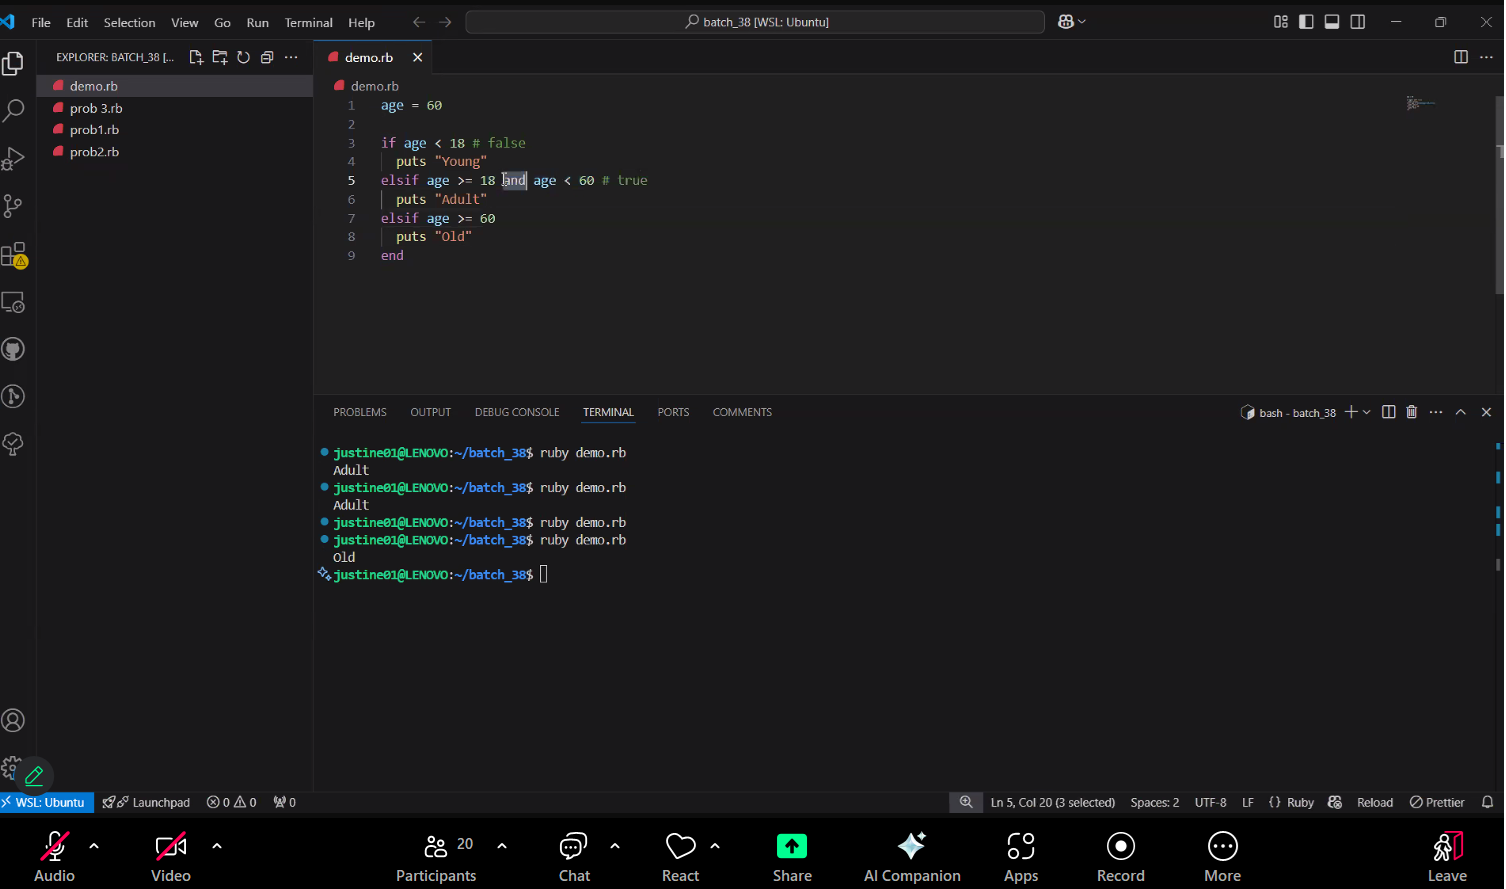 File Edit Selection View Go Run Terminal Help
batch_38 [WSL: Ubuntu]
EXPLORER: BATCH_38 [...
demo.rb
prob 3.rb
prob1.rb
prob2.rb
demo.rb
demo.rb
1 age = 60
2
3 if age < 18 # false
4 puts "Young"
5 elsif age >= 18 and age < 60 # true
6 puts "Adult"
7 elsif age >= 60
8 puts "Old"
9 end
PROBLEMS OUTPUT DEBUG CONSOLE TERMINAL PORTS COMMENTS
bash - batch_38
justine01@LENOVO:~/batch_38$ ruby demo.rb
Adult
justine01@LENOVO:~/batch_38$ ruby demo.rb
Adult
justine01@LENOVO:~/batch_38$ ruby demo.rb
justine01@LENOVO:~/batch_38$ ruby demo.rb
Old
justine01@LENOVO:~/batch_38$
WSL: Ubuntu Launchpad 0 0 0 Ln 5, Col 20 (3 selected) Spaces: 2 UTF-8 LF {} Ruby Reload Prettier
20
Audio Video Participants Chat React Share AI Companion Apps Record More Leave